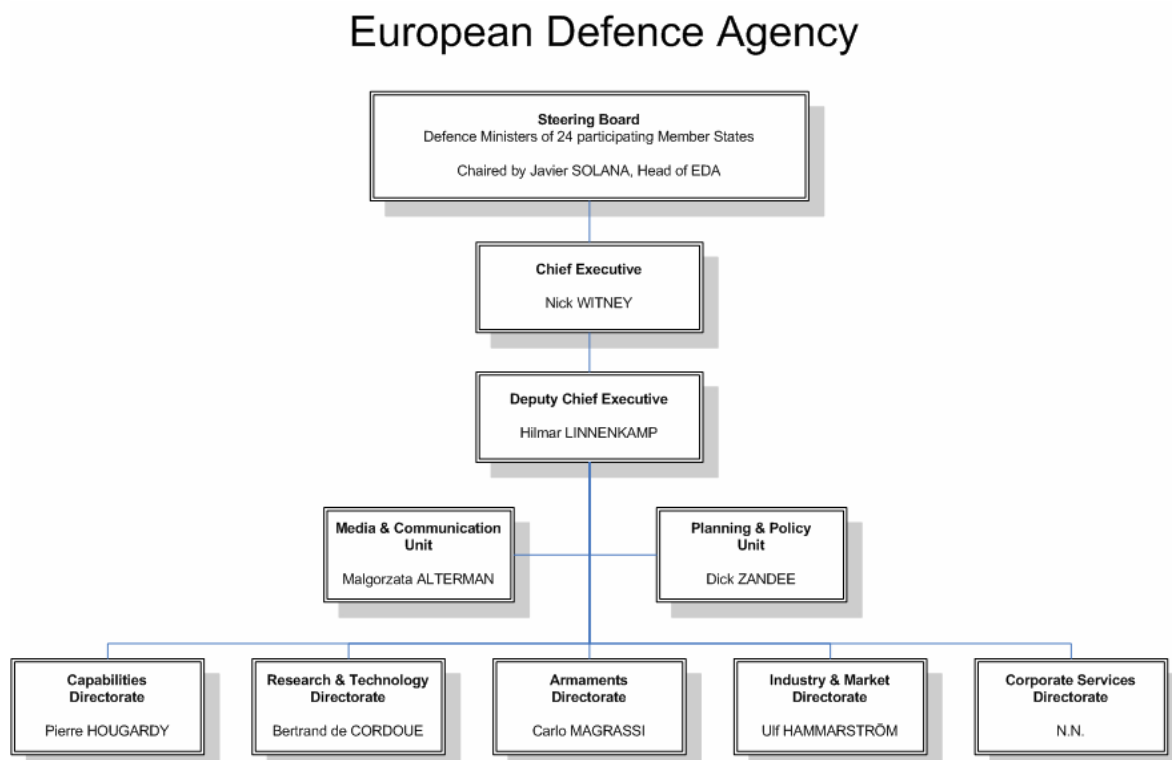 European Defence Agency
Steering Board
Defence Ministers of 24 participating Member States
Chaired by Javier SOLANA, Head of EDA
Chief Executive
Nick WITNEY
Deputy Chief Executive
Hilmar LINNENKAMP
Media & Communication
Unit
Malgorzata ALTERMAN
Planning & Policy
Unit
Dick ZANDEE
Capabilities
Directorate
Pierre HOUGARDY
Research & Technology
Directorate
Bertrand de CORDOUE
Armaments
Directorate
Carlo MAGRASSI
Industry & Market
Directorate
Ulf HAMMARSTRÖM
Corporate Services
Directorate
N.N.